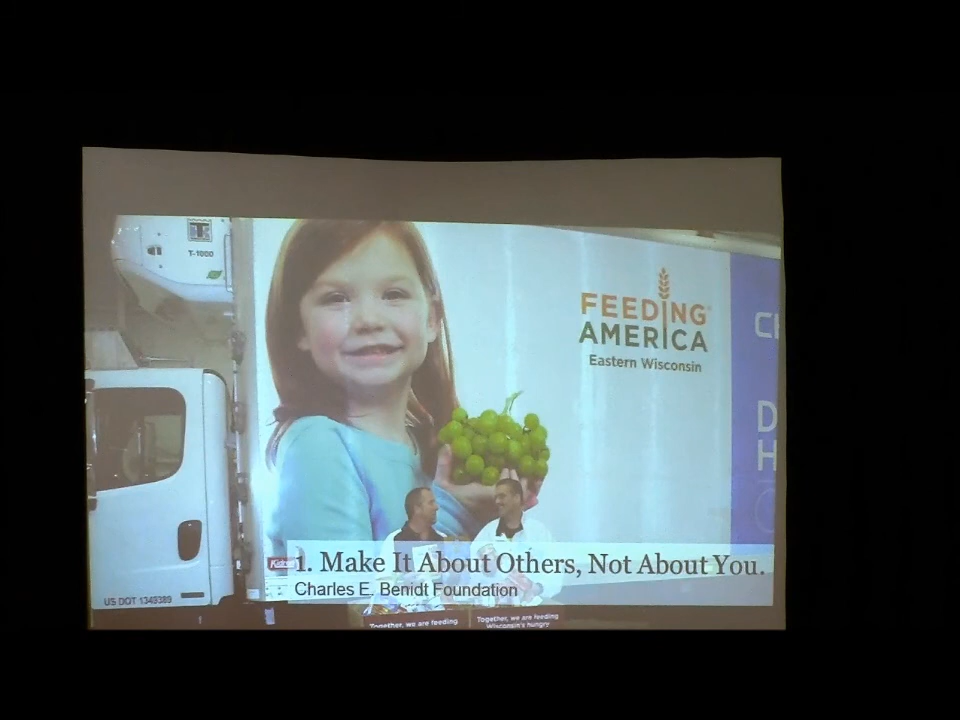 T-1000
FEEDING
AMERICA
Eastern Wisconsin
D
H
1. Make It About Others, Not About You.
Charles E. Benidt Foundation
US DOT 1349389
Together, we are feeding
Together, we are feeding
Wisconsin's hungry